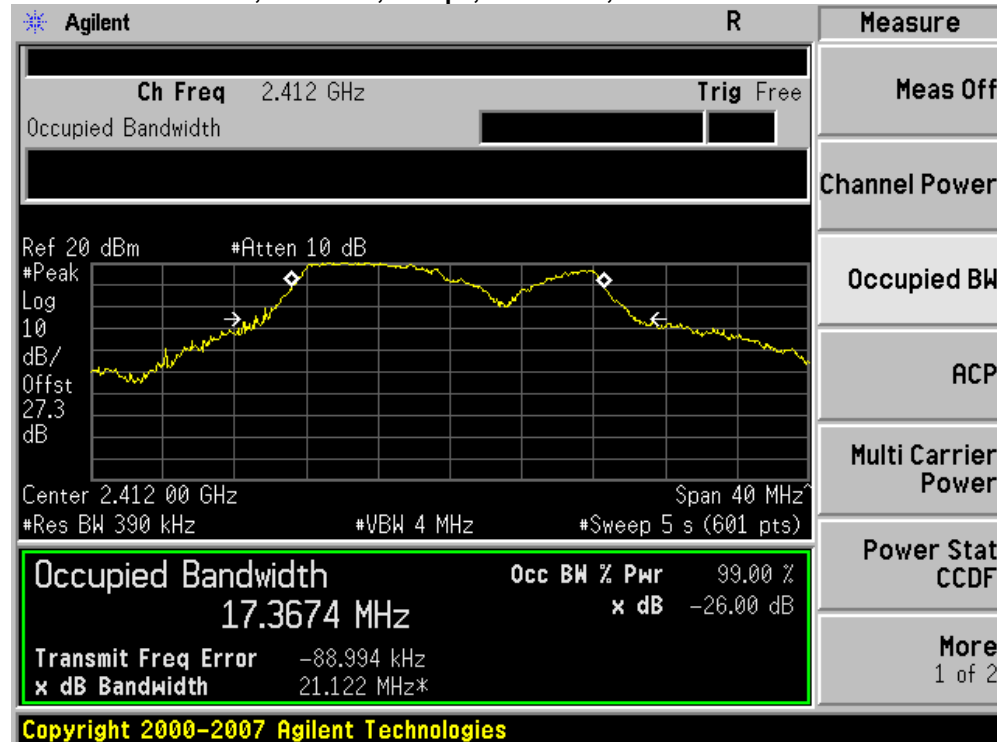 Agilent R Measure
Ch Freq 2.412 GHz Trig Free
Occupied Bandwidth
Meas Off
Channel Power
Occupied BW
ACP
Multi Carrier
Power
Power Stat
CCDF
More
1 of 2
Ref 20 dBm #Atten 10 dB
#Peak
Log
10
dB/
Offst
27.3
dB
Center 2.412 00 GHz Span 40 MHz^
#Res BW 390 kHz #VBW 4 MHz #Sweep 5 s (601 pts)
Occupied Bandwidth Occ BW % Pwr 99.00 %
17.3674 MHz x dB -26.00 dB
Transmit Freq Error -88.994 kHz
x dB Bandwidth 21.122 MHz*
Copyright 2000-2007 Agilent Technologies